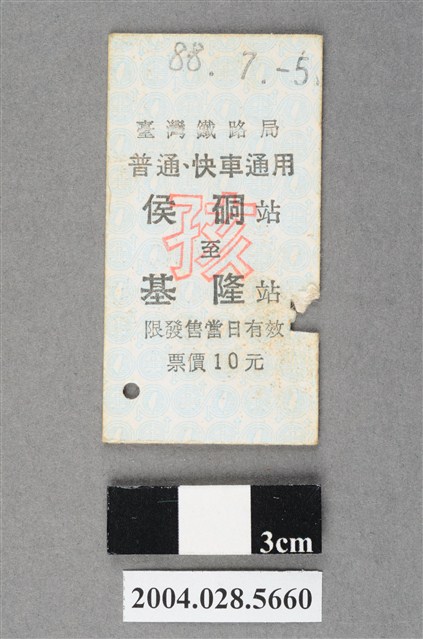 88.7.-5
臺灣鐵路局
普通、快車通用
侯硐站
孩
至
基隆站
限發售當日有效
票價10元
3cm
2004.028.5660